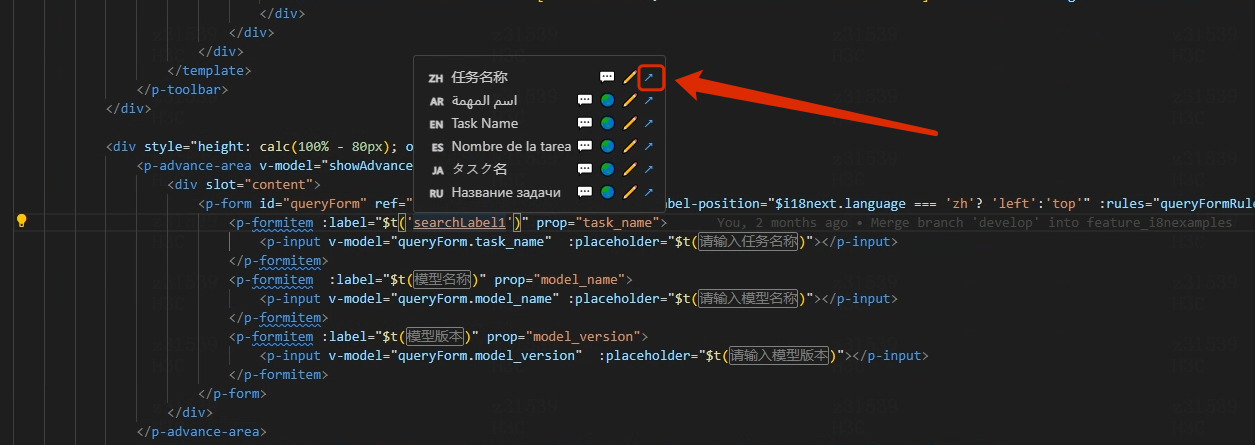 </div>
</div>
</div>
</template>
</p-toolbar>
</div>
ZH 任务名称
AR اسم المهمة
EN Task Name
ES Nombre de la tarea
JA タスク名
RU Название задачи
<div style="height: calc(100% - 80px); o
<p-advance-area v-model="showAdvance
<div slot="content">
<p-form id="queryForm" ref=" label-position="$i18next.language === 'zh'? 'left':'top'" :rules="queryFormRul
<p-formitem :label="$t('searchLabel1')" prop="task_name"> You, 2 months ago • Merge branch 'develop' into feature_i8nexamples
<p-input v-model="queryForm.task_name" :placeholder="$t(请输入任务名称)"></p-input>
</p-formitem>
<p-formitem :label="$t(模型名称)" prop="model_name">
<p-input v-model="queryForm.model_name" :placeholder="$t(请输入模型名称)"></p-input>
</p-formitem>
<p-formitem :label="$t(模型版本)" prop="model_version">
<p-input v-model="queryForm.model_version" :placeholder="$t(请输入模型版本)"></p-input>
</p-formitem>
</p-form>
</div>
</p-advance-area>